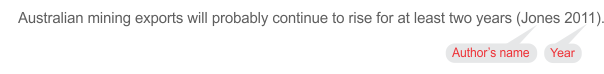 Australian mining exports will probably continue to rise for at least two years (Jones 2011).
Author's name Year